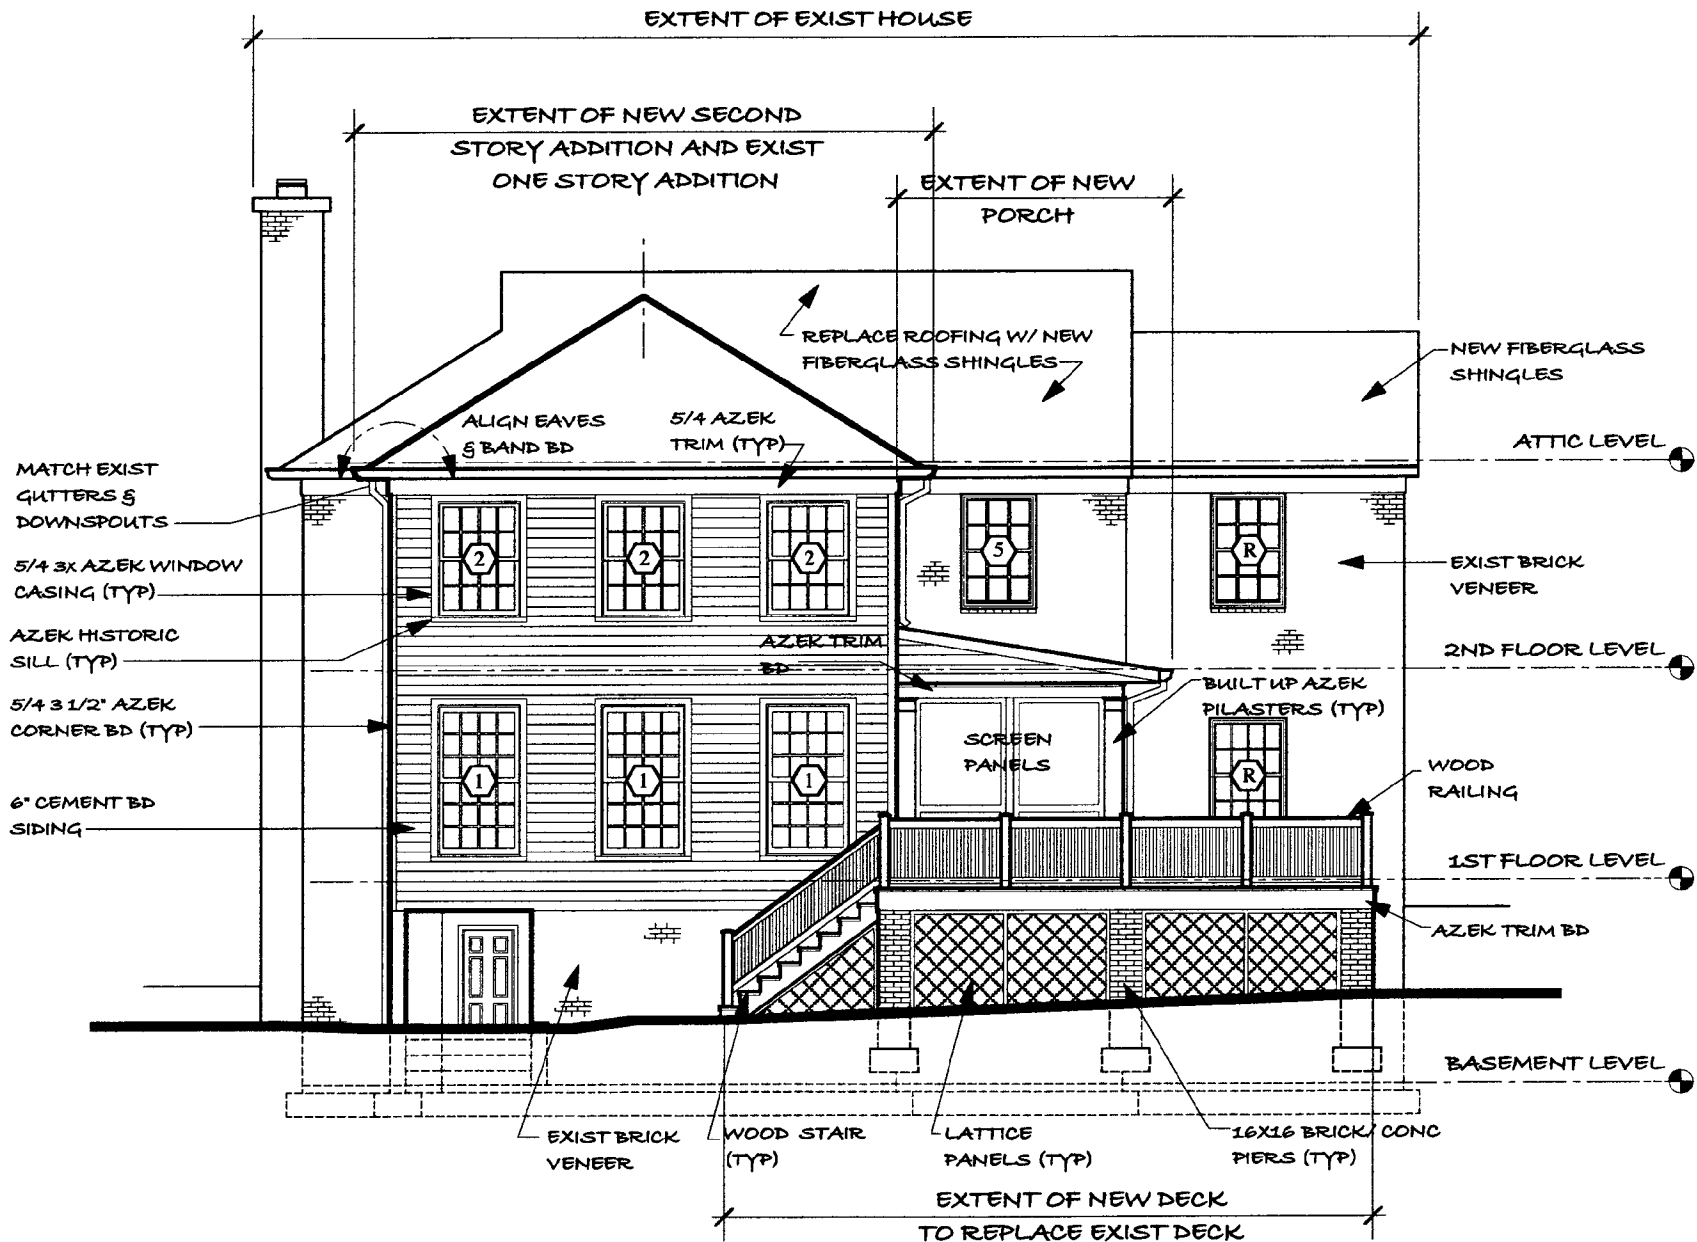 EXTENT OF EXIST HOUSE
EXTENT OF NEW SECOND
STORY ADDITION AND EXIST
ONE STORY ADDITION
EXTENT OF NEW
PORCH
REPLACE ROOFING W/ NEW
FIBERGLASS SHINGLES
NEW FIBERGLASS
SHINGLES
ALIGN EAVES
& BAND BD
5/4 AZEK
TRIM (TYP)
ATTIC LEVEL
MATCH EXIST
GUTTERS &
DOWNSPOUTS
5/4 3X AZEK WINDOW
CASING (TYP)
2
2
2
5
R
EXIST BRICK
VENEER
AZEK HISTORIC
SILL (TYP)
AZEK TRIM
BD
2ND FLOOR LEVEL
5/4 3 1/2" AZEK
CORNER BD (TYP)
BUILT UP AZEK
PILASTERS (TYP)
SCREEN
PANELS
1
1
1
R
WOOD
RAILING
6" CEMENT BD
SIDING
1ST FLOOR LEVEL
AZEK TRIM BD
BASEMENT LEVEL
EXIST BRICK
VENEER
WOOD STAIR
(TYP)
LATTICE
PANELS (TYP)
16X16 BRICK/ CONC
PIERS (TYP)
EXTENT OF NEW DECK
TO REPLACE EXIST DECK